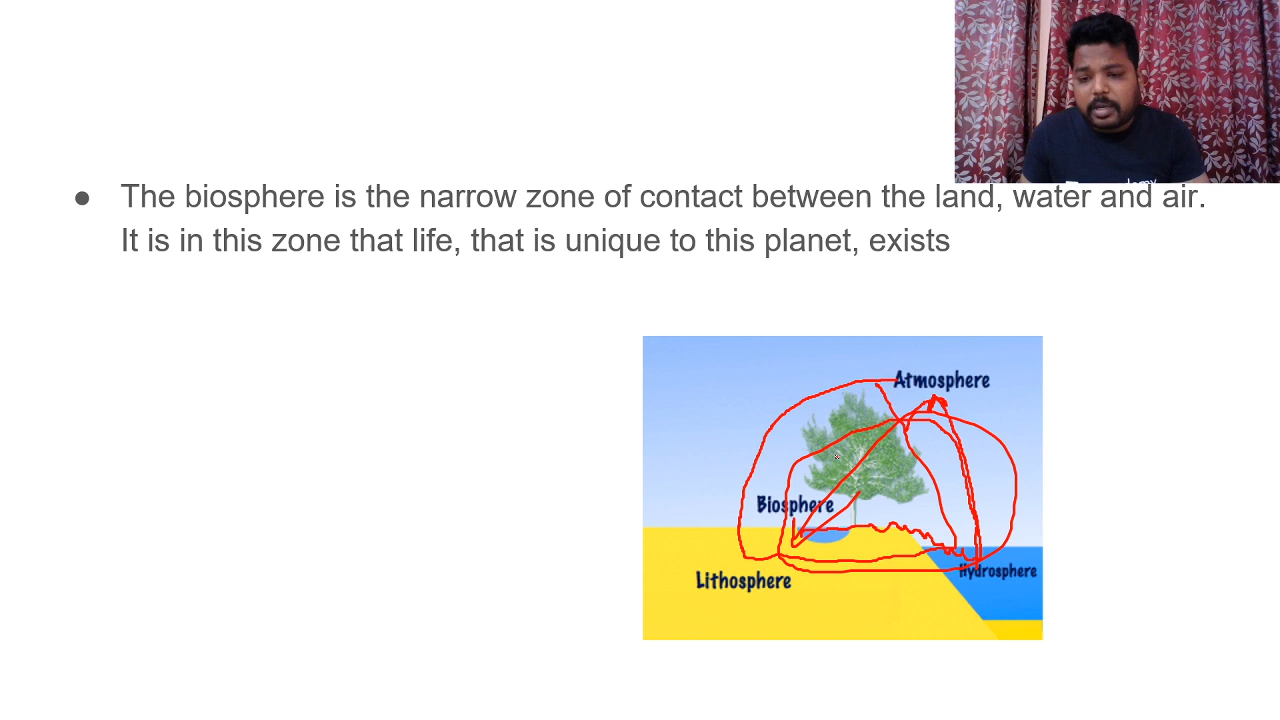 The biosphere is the narrow zone of contact between the land, water and air.
It is in this zone that life, that is unique to this planet, exists
Atmosphere
Biosphere
Hydrosphere
Lithosphere